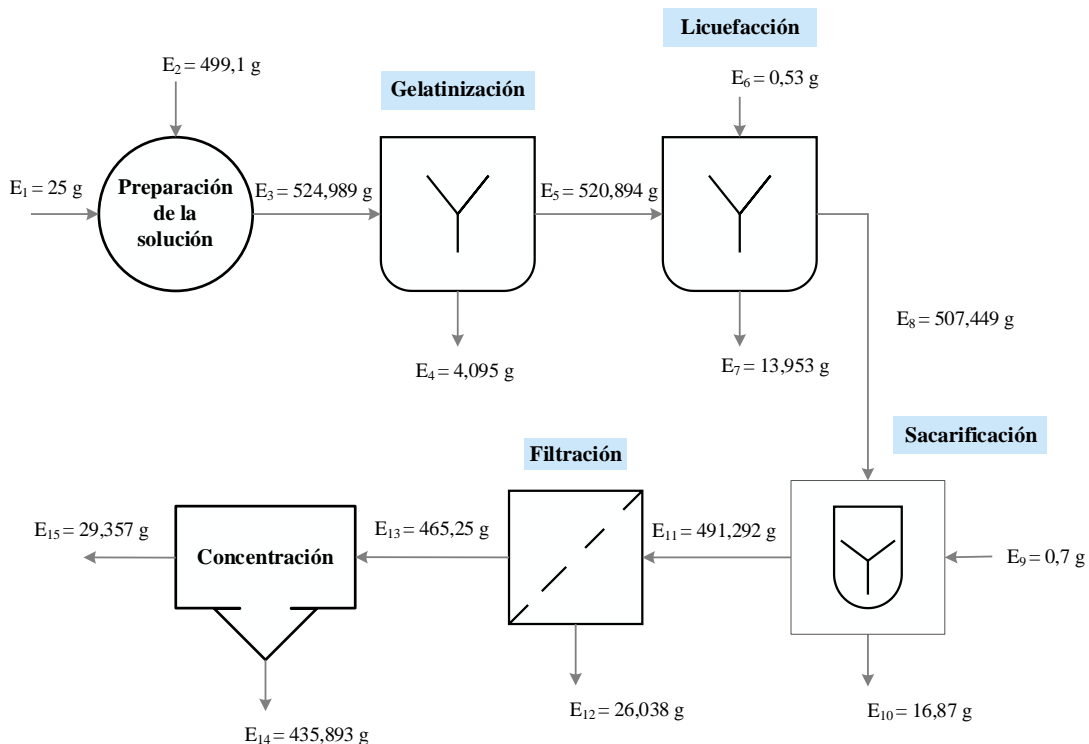 Licuefacción
E2 = 499,1 g
E6 = 0,53 g
Gelatinización
E1 = 25 g
Preparación
de la
solución
E3 = 524,989 g
E5 = 520,894 g
E8 = 507,449 g
E4 = 4,095 g
E7 = 13,953 g
Sacarificación
Filtración
E15 = 29,357 g
Concentración
E13 = 465,25 g
E11 = 491,292 g
E9 = 0,7 g
E12 = 26,038 g
E10 = 16,87 g
E14 = 435,893 g